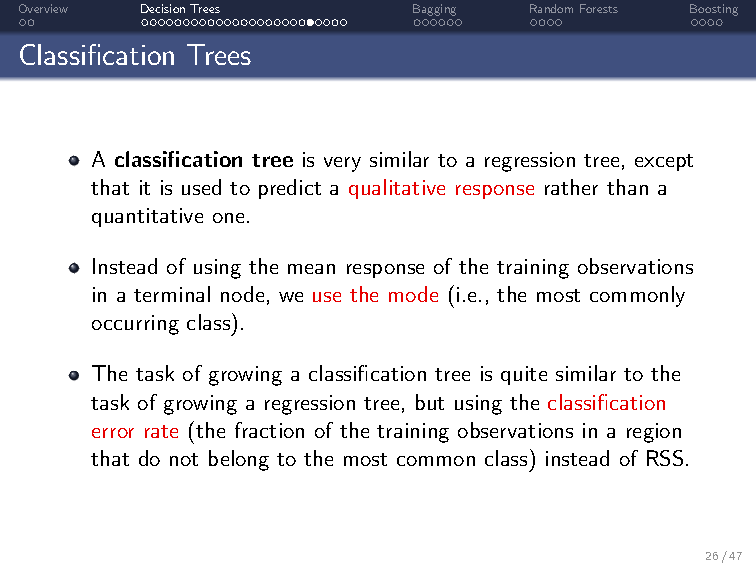 Overview Decision Trees Bagging Random Forests Boosting
Classification Trees
A classification tree is very similar to a regression tree, except
that it is used to predict a qualitative response rather than a
quantitative one.
Instead of using the mean response of the training observations
in a terminal node, we use the mode (i.e., the most commonly
occurring class).
The task of growing a classification tree is quite similar to the
task of growing a regression tree, but using the classification
error rate (the fraction of the training observations in a region
that do not belong to the most common class) instead of RSS.
26 / 47